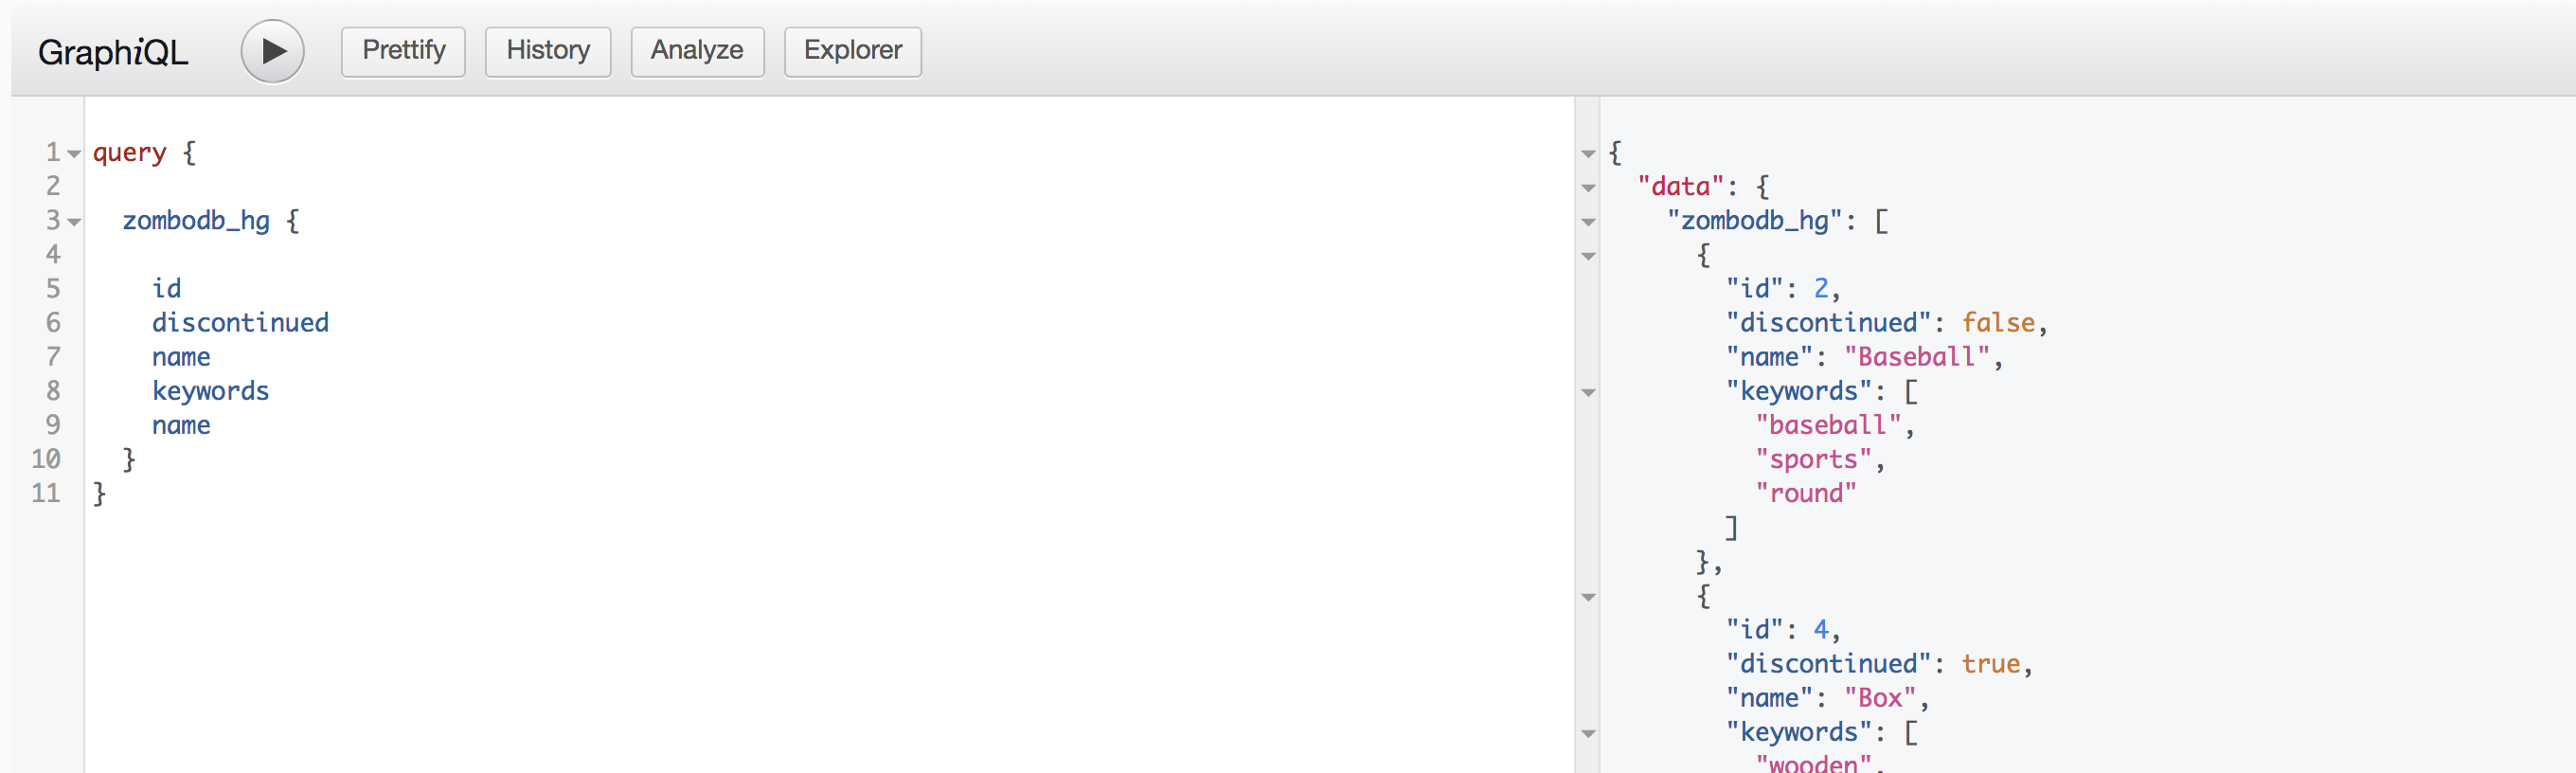 GraphiQL Prettify History Analyze Explorer
1 query {
2
3 zombodb_hg {
4
5 id
6 discontinued
7 name
8 keywords
9 name
10 }
11 }
{
"data": {
"zombodb_hg": [
{
"id": 2,
"discontinued": false,
"name": "Baseball",
"keywords": [
"baseball",
"sports",
"round"
]
},
{
"id": 4,
"discontinued": true,
"name": "Box",
"keywords": [
"wooden",